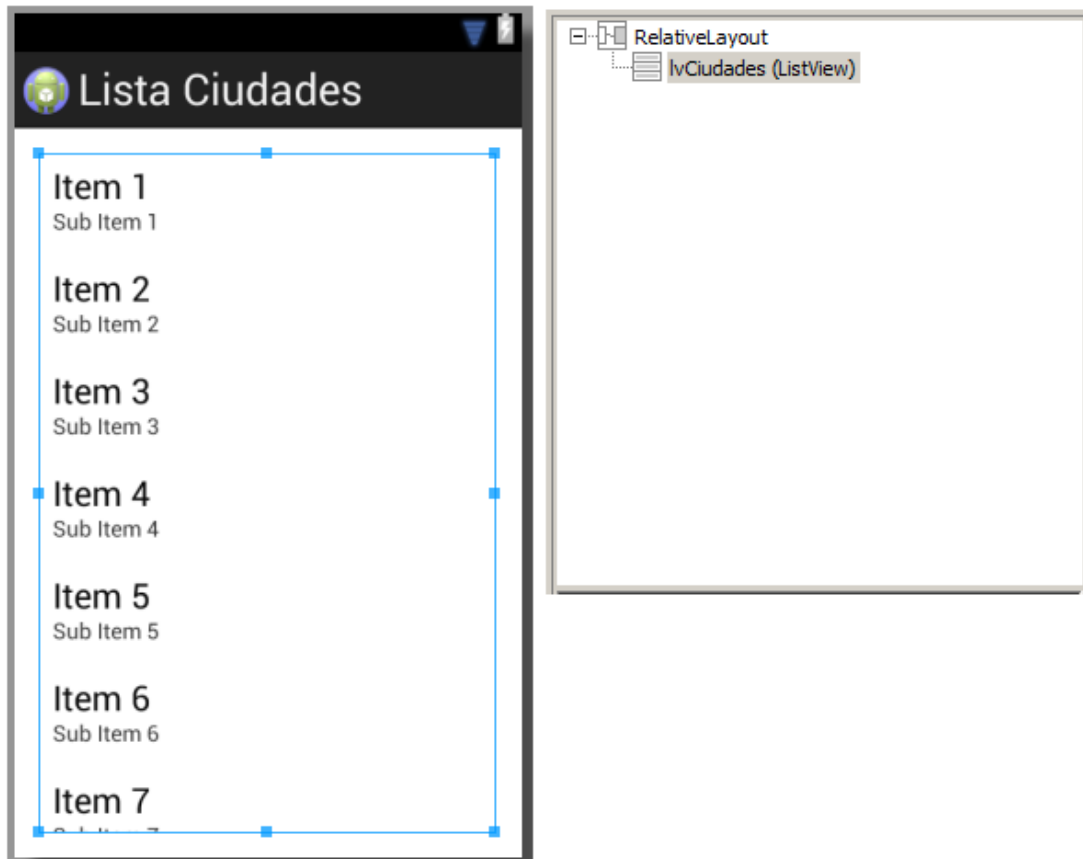 Lista Ciudades
Item 1
Sub Item 1
Item 2
Sub Item 2
Item 3
Sub Item 3
Item 4
Sub Item 4
Item 5
Sub Item 5
Item 6
Sub Item 6
Item 7
RelativeLayout
lvCiudades (ListView)